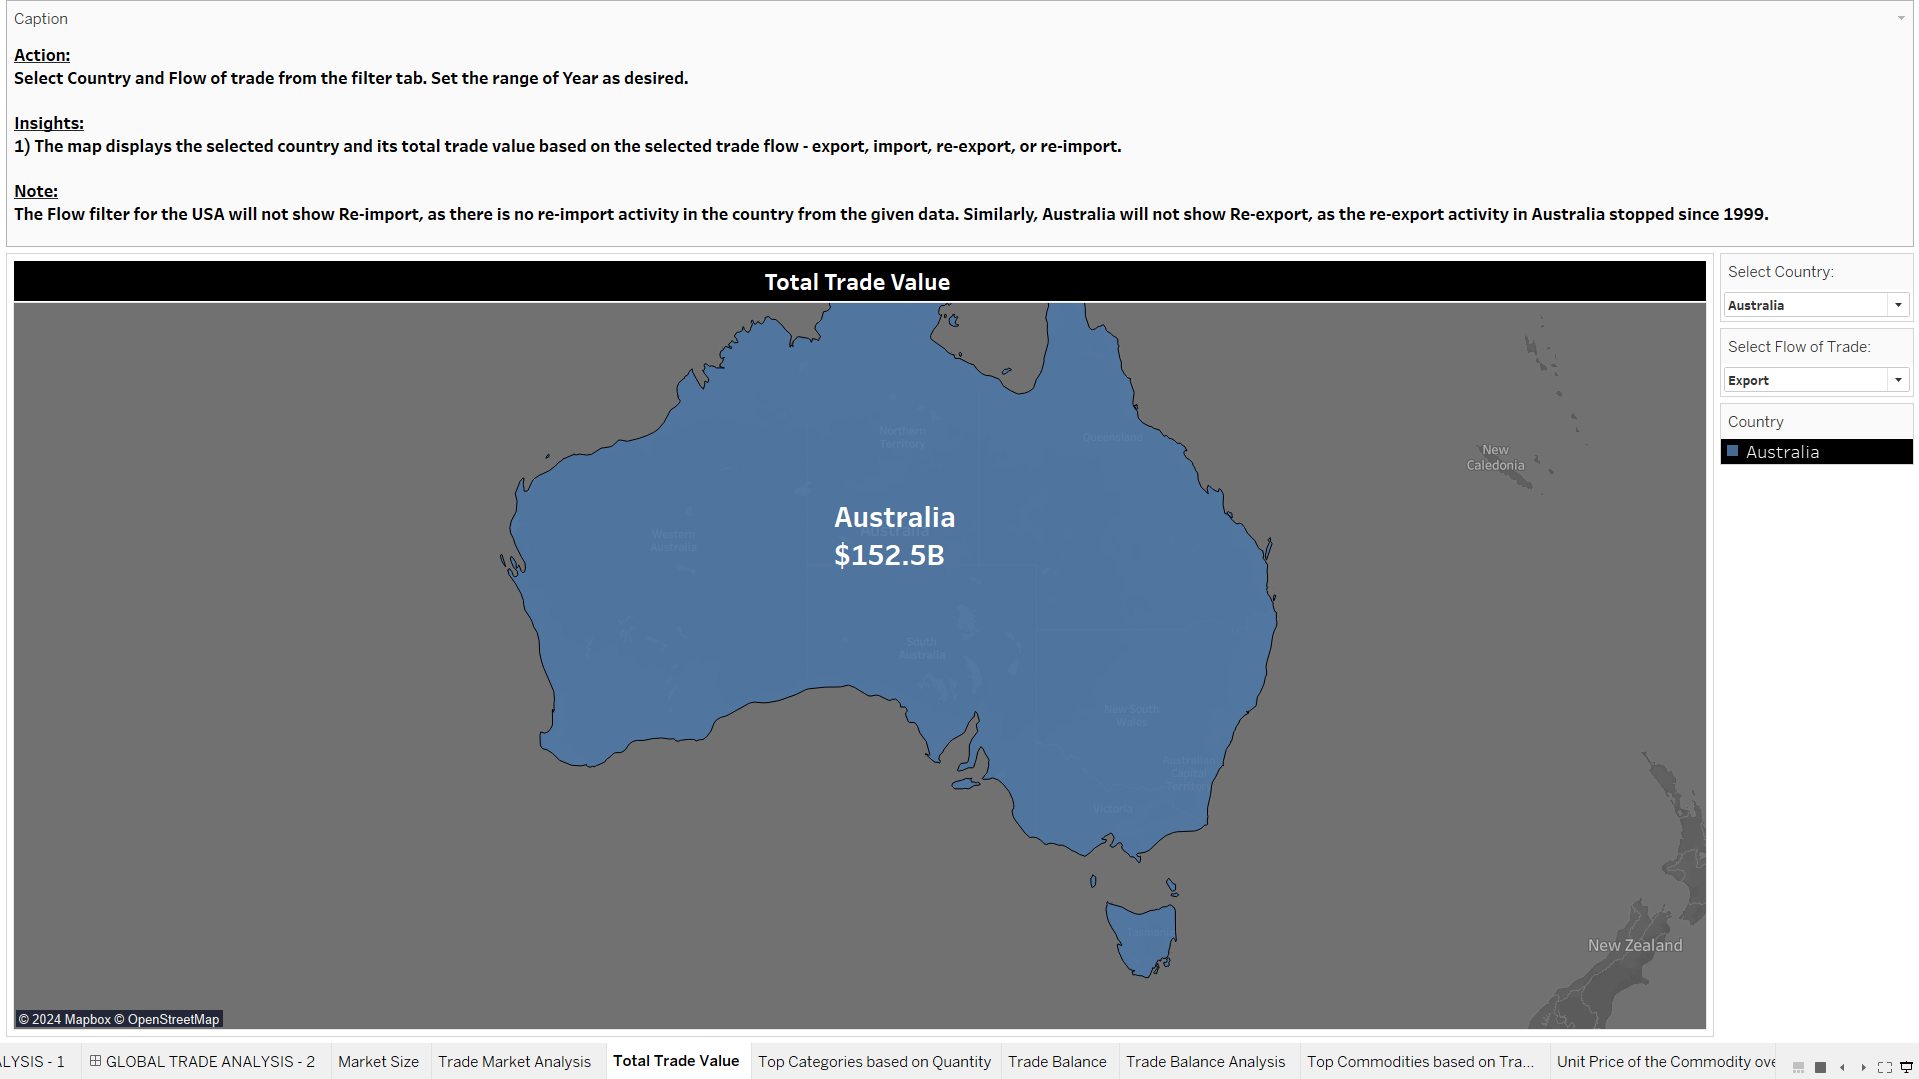 Caption
Action:
Select Country and Flow of trade from the filter tab. Set the range of Year as desired.
Insights:
1) The map displays the selected country and its total trade value based on the selected trade flow - export, import, re-export, or re-import.
Note:
The Flow filter for the USA will not show Re-import, as there is no re-import activity in the country from the given data. Similarly, Australia will not show Re-export, as the re-export activity in Australia stopped since 1999.
Total Trade Value
Select Country:
Australia
Select Flow of Trade:
Export
Country
Australia
Northern
Territory
Queensland
New
Caledonia
Australia
Australia
$152.5B
Western
Australia
South
Australia
New South
Wales
Australian
Capital
Territory
Victoria
Tasmania
New Zealand
© 2024 Mapbox © OpenStreetMap
LYSIS - 1
GLOBAL TRADE ANALYSIS - 2
Market Size
Trade Market Analysis
Total Trade Value
Top Categories based on Quantity
Trade Balance
Trade Balance Analysis
Top Commodities based on Tra...
Unit Price of the Commodity ove